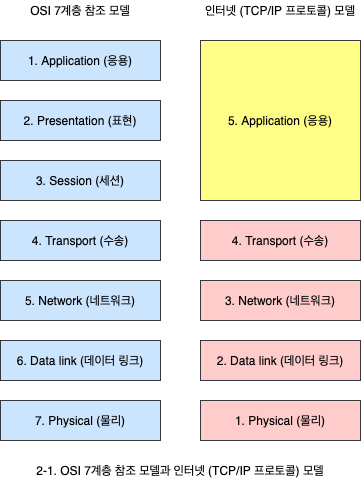 OSI 7계층 참조 모델
인터넷 (TCP/IP 프로토콜) 모델
1. Application (응용)
2. Presentation (표현)
3. Session (세션)
4. Transport (수송)
5. Network (네트워크)
6. Data link (데이터 링크)
7. Physical (물리)
5. Application (응용)
4. Transport (수송)
3. Network (네트워크)
2. Data link (데이터 링크)
1. Physical (물리)
2-1. OSI 7계층 참조 모델과 인터넷 (TCP/IP 프로토콜) 모델